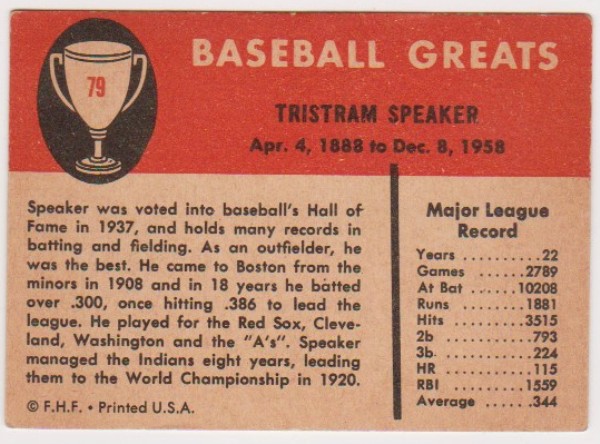 79
BASEBALL GREATS
TRISTRAM SPEAKER
Apr. 4, 1888 to Dec. 8, 1958
Speaker was voted into baseball's Hall of
Fame in 1937, and holds many records in
batting and fielding. As an outfielder, he
was the best. He came to Boston from the
minors in 1908 and in 18 years he batted
over .300, once hitting .386 to lead the
league. He played for the Red Sox, Cleve-
land, Washington and the "A's". Speaker
managed the Indians eight years, leading
them to the World Championship in 1920.
© F.H.F. • Printed U.S.A.
Major League
Record
Years ..........22
Games .......2789
At Bat .....10208
Runs ........1881
Hits .........3515
2b ...........793
3b ...........224
HR ...........115
RBI .........1559
Average .....344